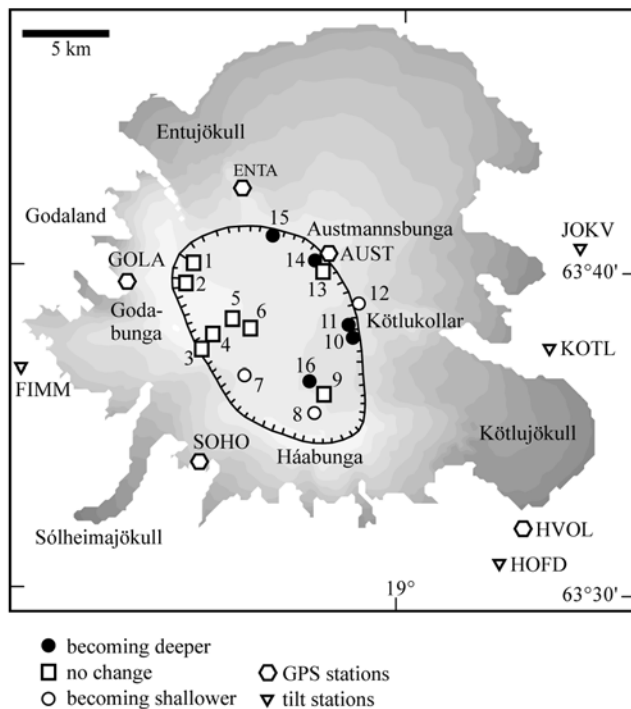 5 km
Entujökull
ENTA
Godaland
15
Austmannsbunga
JOKV
GOLA
1
14
AUST
63°40'
2
13
12
Goda-
bunga
5
6
11
Kötlukollar
4
10
KOTL
3
16
9
FIMM
7
8
SOHO
Háabunga
Kötlujökull
Sólheimajökull
HVOL
HOFD
19°
63°30'
becoming deeper
no change
GPS stations
becoming shallower
tilt stations